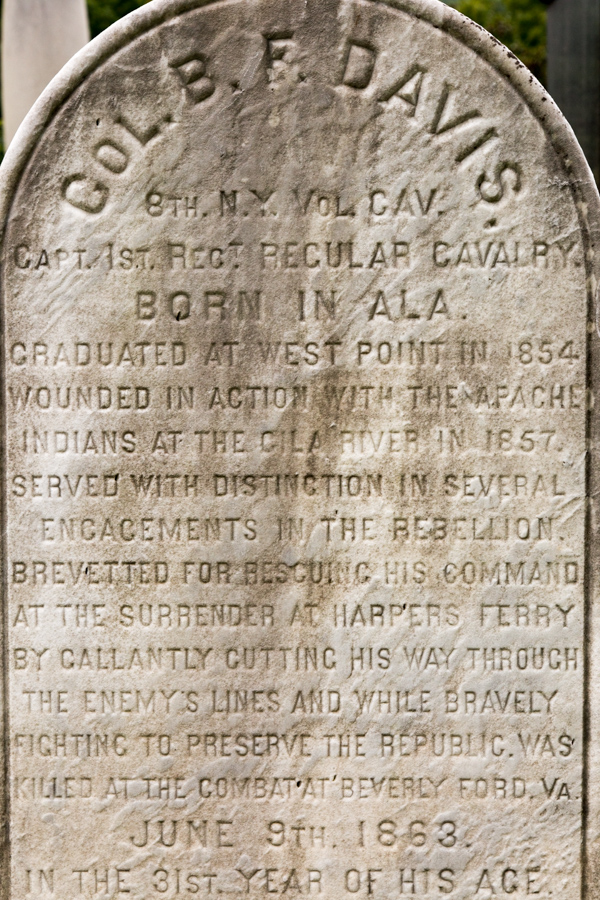 COL. B. F. DAVIS.
8TH. N.Y. VOL. CAV.
CAPT. 1ST. REGT REGULAR CAVALRY.
BORN IN ALA.
GRADUATED AT WEST POINT IN 1854
WOUNDED IN ACTION WITH THE APACHE
INDIANS AT THE GILA RIVER IN 1857.
SERVED WITH DISTINCTION IN SEVERAL
ENGAGEMENTS IN THE REBELLION.
BREVETTED FOR RESCUING HIS COMMAND
AT THE SURRENDER AT HARPERS FERRY
BY GALLANTLY CUTTING HIS WAY THROUGH
THE ENEMY'S LINES AND WHILE BRAVELY
FIGHTING TO PRESERVE THE REPUBLIC. WAS
KILLED AT THE COMBAT AT BEVERLY FORD. VA.
JUNE 9TH. 1863.
IN THE 31ST. YEAR OF HIS AGE.